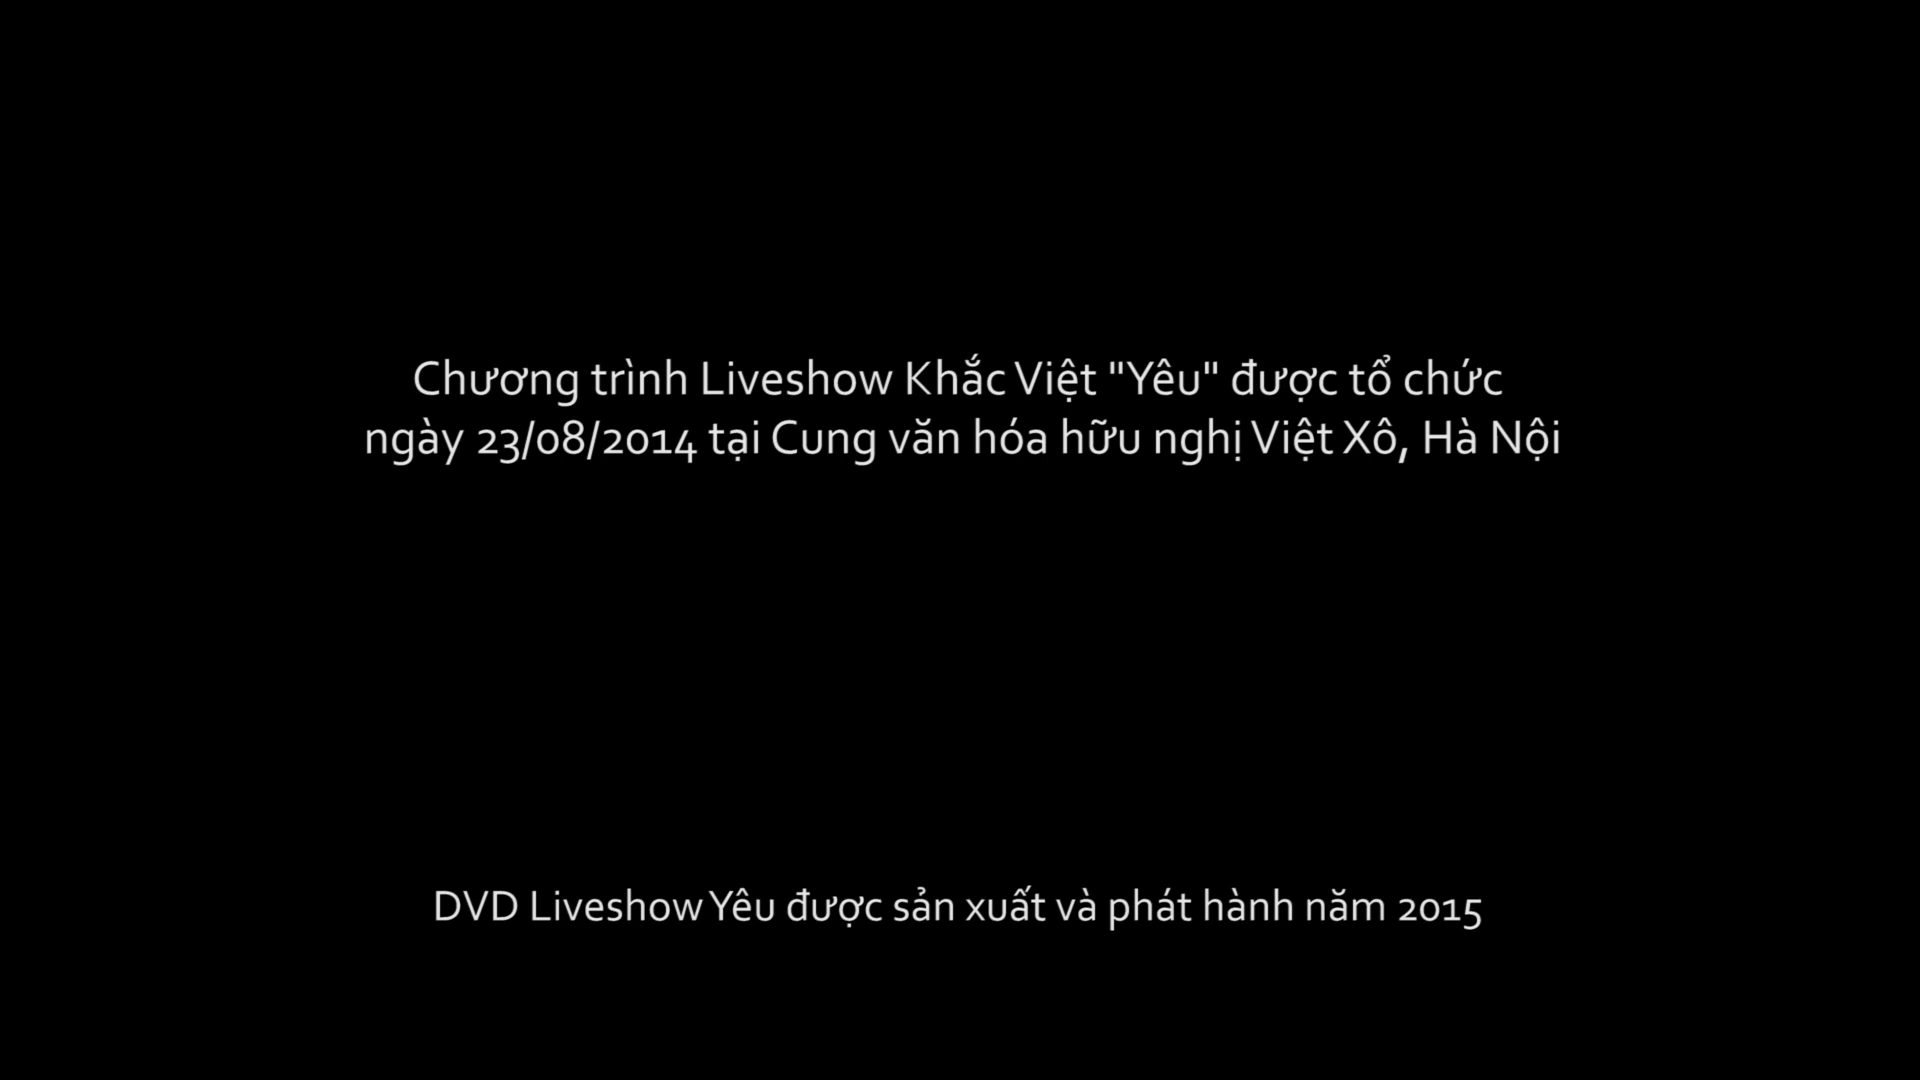 Chương trình Liveshow Khắc Việt "Yêu" được tổ chức
ngày 23/08/2014 tại Cung văn hóa hữu nghị Việt Xô, Hà Nội
DVD Liveshow Yêu được sản xuất và phát hành năm 2015